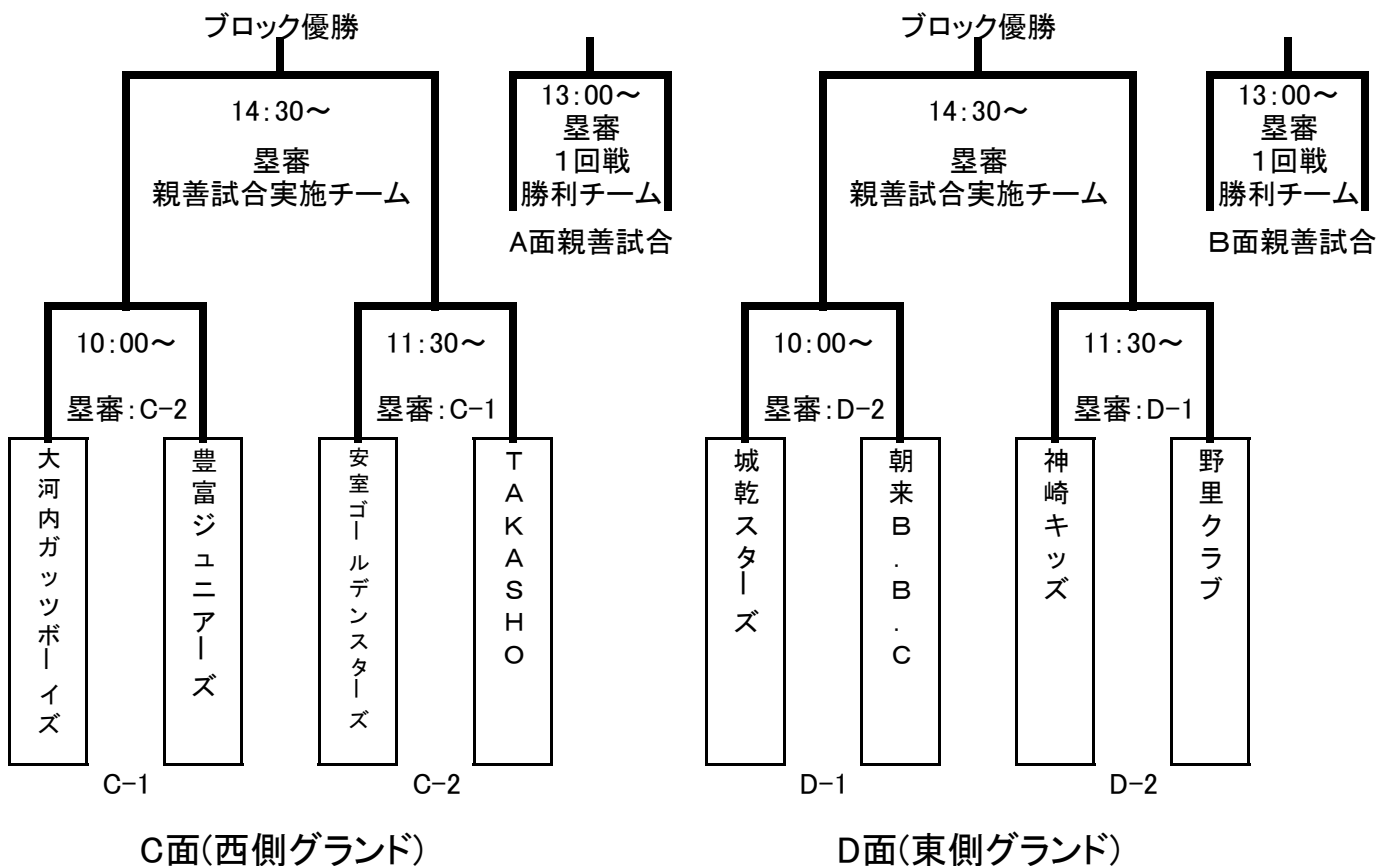 ブロック優勝
14:30～
塁審
親善試合実施チーム
13:00～
塁審
1回戦
勝利チーム
A面親善試合
10:00～
塁審:C-2
11:30～
塁審:C-1
大河内ガッツボーイズ
豊富ジュニアーズ
安室ゴールデンスターズ
TAKASHO
C-1
C-2
C面(西側グランド)
ブロック優勝
14:30～
塁審
親善試合実施チーム
13:00～
塁審
1回戦
勝利チーム
B面親善試合
10:00～
塁審:D-2
11:30～
塁審:D-1
城乾スターズ
朝来B.B.C
神崎キッズ
野里クラブ
D-1
D-2
D面(東側グランド)